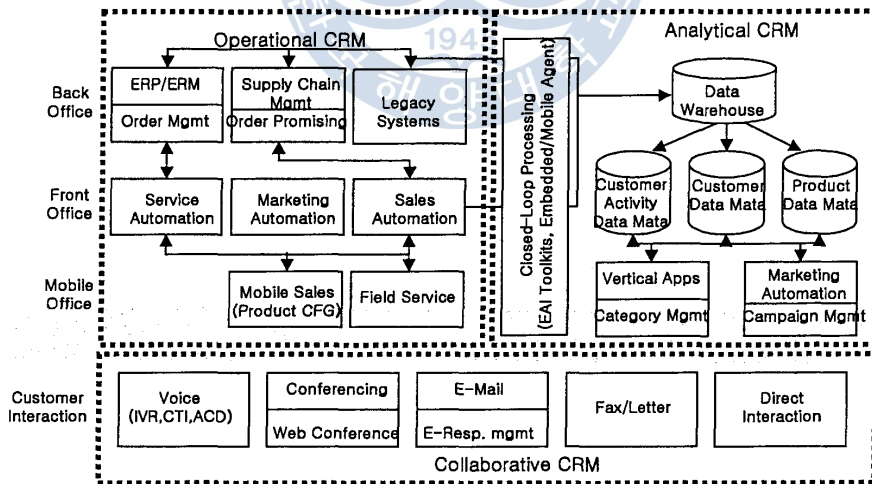 Operational CRM
Analytical CRM
194
Back
Office
ERP/ERM
Order Mgmt
Supply Chain
Mgmt
Order Promising
Legacy
Systems
Closed-Loop Processing
(EAI Toolkits, Embedded/Mobile Agent)
Data
Warehouse
Front
Office
Service
Automation
Marketing
Automation
Sales
Automation
Customer
Activity
Data Mata
Customer
Data Mata
Product
Data Mata
Mobile
Office
Mobile Sales
(Product CFG)
Field Service
Vertical Apps
Category Mgmt
Marketing
Automation
Campaign Mgmt
Customer
Interaction
Voice
(IVR,CTI,ACD)
Conferencing
Web Conference
E-Mail
E-Resp. mgmt
Fax/Letter
Direct
Interaction
Collaborative CRM